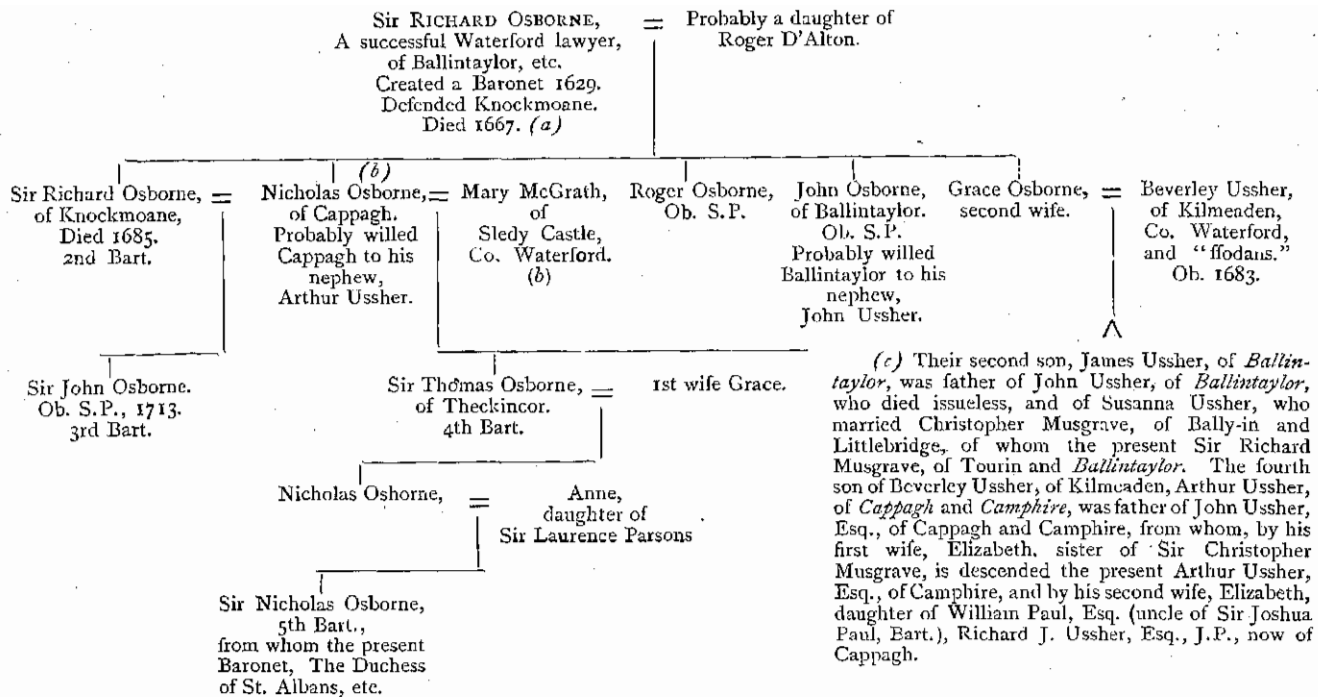 Sir RICHARD OSBORNE,
A successful Waterford lawyer,
of Ballintaylor, etc.
Created a Baronet 1629.
Defended Knockmoane.
Died 1667. (a)
=
Probably a daughter of
Roger D'Alton.
Sir Richard Osborne,
of Knockmoane,
Died 1685.
2nd Bart.
=
(b)
Nicholas Osborne,
of Cappagh.
Probably willed
Cappagh to his
nephew,
Arthur Ussher.
=
Mary McGrath,
of
Sledy Castle,
Co. Waterford.
(b)
Roger Osborne,
Ob. S.P.
John Osborne,
of Ballintaylor.
Ob. S.P.
Probably willed
Ballintaylor to his
nephew,
John Ussher.
Grace Osborne,
second wife.
=
Beverley Ussher,
of Kilmeaden,
Co. Waterford,
and "ffodans."
Ob. 1683.
Sir John Osborne.
Ob. S.P., 1713.
3rd Bart.
Sir Thomas Osborne,
of Theckincor.
4th Bart.
=
1st wife Grace.
Nicholas Osborne,
=
Anne,
daughter of
Sir Laurence Parsons
Sir Nicholas Osborne,
5th Bart.,
from whom the present
Baronet, The Duchess
of St. Albans, etc.
(c) Their second son, James Ussher, of Ballin-
taylor, was father of John Ussher, of Ballintaylor,
who died issueless, and of Susanna Ussher, who
married Christopher Musgrave, of Bally-in and
Littlebridge, of whom the present Sir Richard
Musgrave, of Tourin and Ballintaylor. The fourth
son of Beverley Ussher, of Kilmeaden, Arthur Ussher,
of Cappagh and Camphire, was father of John Ussher,
Esq., of Cappagh and Camphire, from whom, by his
first wife, Elizabeth, sister of Sir Christopher
Musgrave, is descended the present Arthur Ussher,
Esq., of Camphire, and by his second wife, Elizabeth,
daughter of William Paul, Esq. (uncle of Sir Joshua
Paul, Bart.), Richard J. Ussher, Esq., J.P., now of
Cappagh.